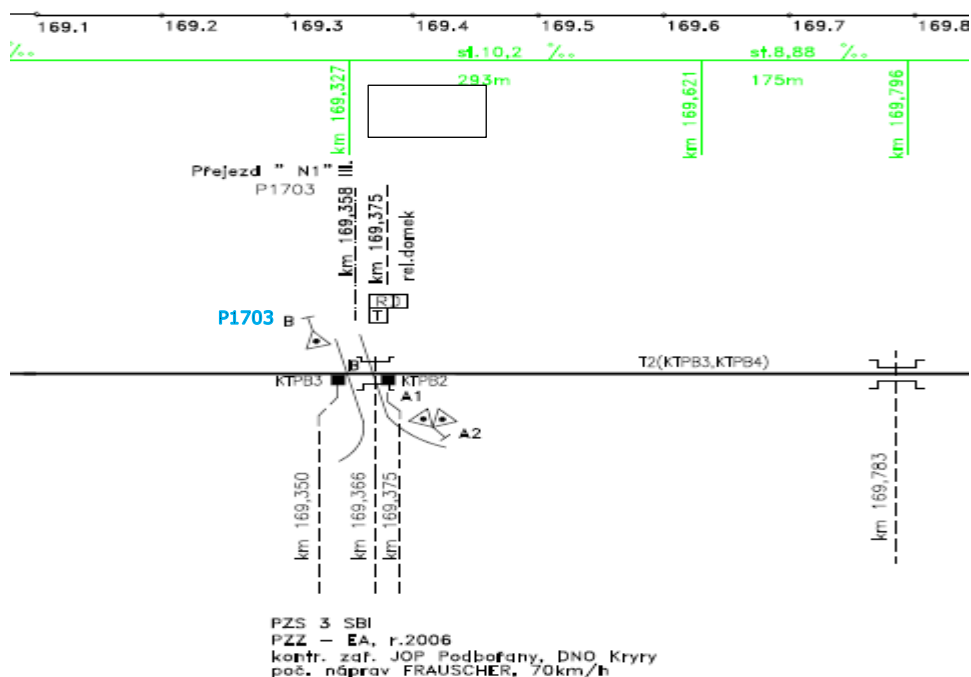 169.1 169.2 169.3 169.4 169.5 169.6 169.7 169.8
‰ st.10,2 ‰ st.8,88 ‰
293m 175m
km 169,327
km 169,621
km 169,796
Přejezd " N1"
P1703
km 169,358
km 169,375
rel.domek
RD
T
P1703 B
B
T2(KTPB3,KTPB4)
KTPB3 KTPB2
A1
A2
km 169,350
km 169,366
km 169,375
km 169,783
PZS 3 SBI
PZZ – EA, r.2006
kontr. zař. JOP Podbořany, DNO Kryry
poč. náprav FRAUSCHER, 70km/h